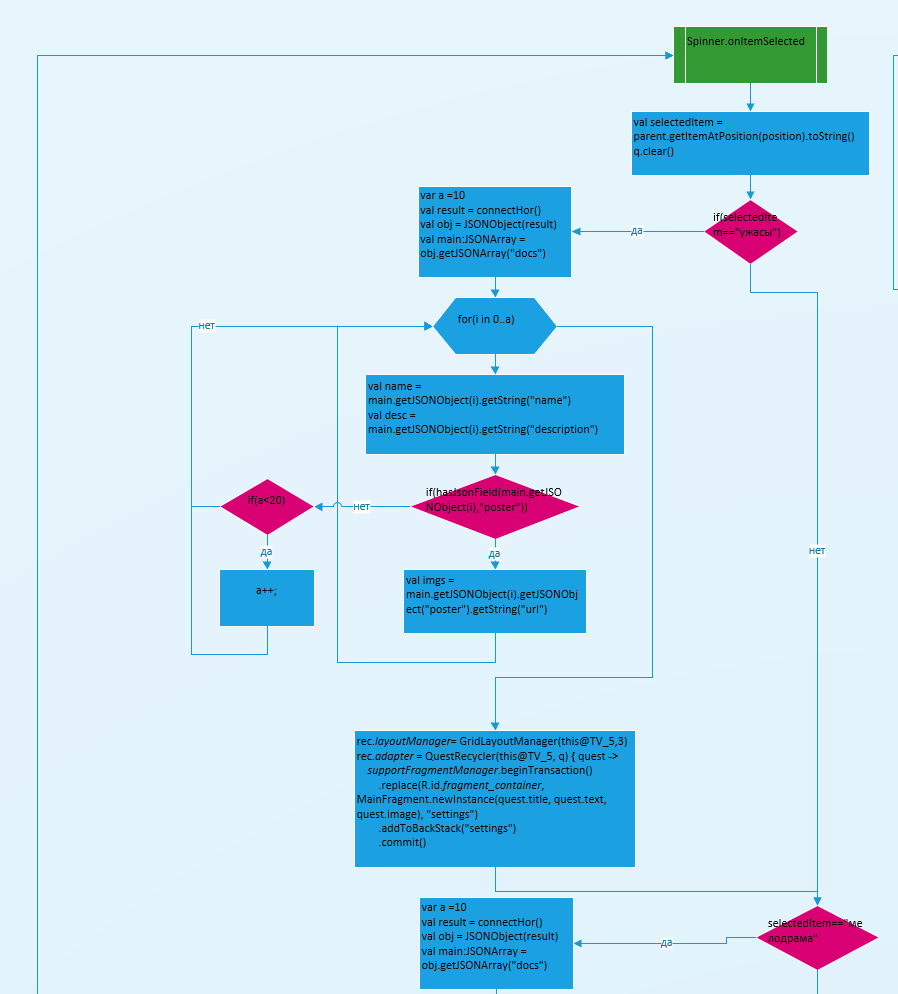 Spinner.onItemSelected
val selectedItem =
parent.getItemAtPosition(position).toString()
q.clear()
if(selectedIte
m=="ужасы")
да
var a =10
val result = connectHor()
val obj = JSONObject(result)
val main:JSONArray =
obj.getJSONArray("docs")
for(i in 0..a)
нет
val name =
main.getJSONObject(i).getString("name")
val desc =
main.getJSONObject(i).getString("description")
if(hasJsonField(main.getJSO
NObject(i),"poster"))
нет
if(a<20)
да
a++;
да
val imgs =
main.getJSONObject(i).getJSONObj
ect("poster").getString("url")
нет
rec.layoutManager= GridLayoutManager(this@TV_5,3)
rec.adapter = QuestRecycler(this@TV_5, q) { quest ->
supportFragmentManager.beginTransaction()
.replace(R.id.fragment_container,
MainFragment.newInstance(quest.title, quest.text,
quest.image), "settings")
.addToBackStack("settings")
.commit()
selectedItem=="ме
лодрама"
да
var a =10
val result = connectHor()
val obj = JSONObject(result)
val main:JSONArray =
obj.getJSONArray("docs")